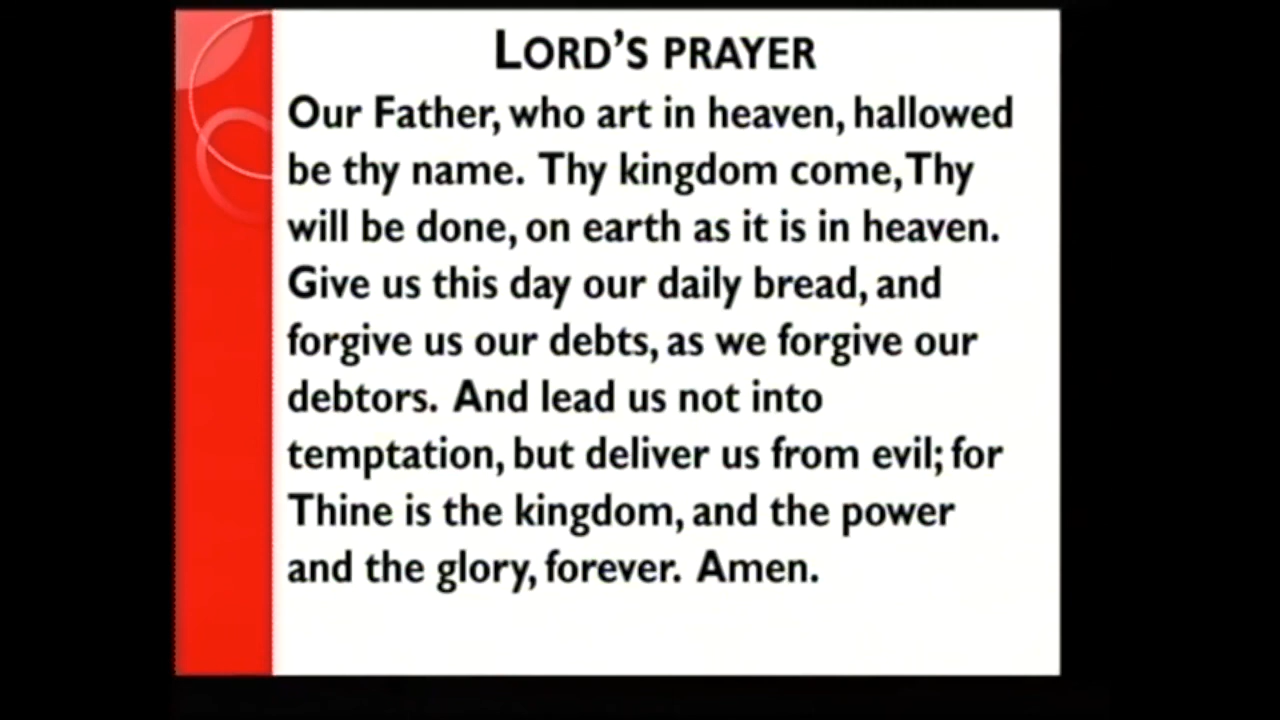 LORD'S PRAYER
Our Father, who art in heaven, hallowed
be thy name. Thy kingdom come, Thy
will be done, on earth as it is in heaven.
Give us this day our daily bread, and
forgive us our debts, as we forgive our
debtors. And lead us not into
temptation, but deliver us from evil; for
Thine is the kingdom, and the power
and the glory, forever. Amen.